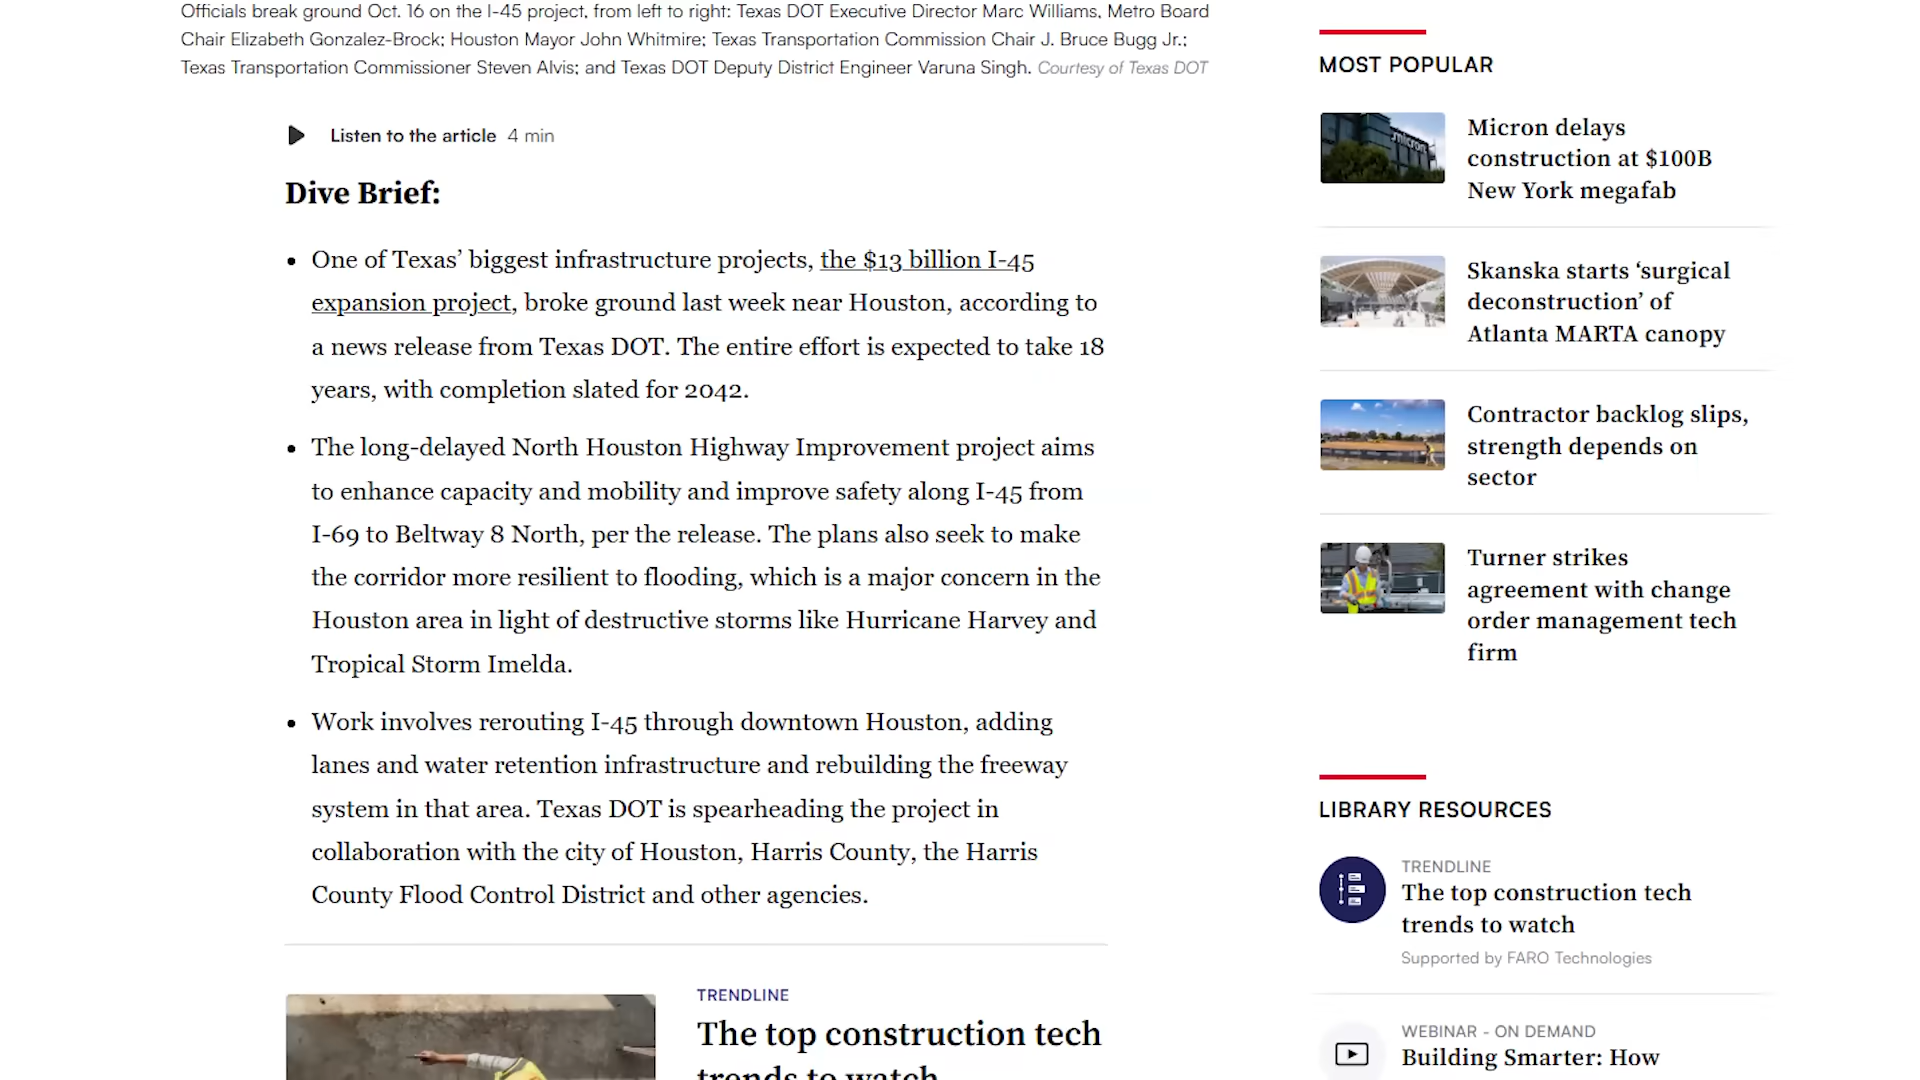 Officials break ground Oct. 16 on the I-45 project, from left to right: Texas DOT Executive Director Marc Williams, Metro Board
Chair Elizabeth Gonzalez-Brock; Houston Mayor John Whitmire; Texas Transportation Commission Chair J. Bruce Bugg Jr.;
Texas Transportation Commissioner Steven Alvis; and Texas DOT Deputy District Engineer Varuna Singh. Courtesy of Texas DOT
Listen to the article 4 min
Dive Brief:
• One of Texas’ biggest infrastructure projects, the $13 billion I-45
expansion project, broke ground last week near Houston, according to
a news release from Texas DOT. The entire effort is expected to take 18
years, with completion slated for 2042.
• The long-delayed North Houston Highway Improvement project aims
to enhance capacity and mobility and improve safety along I-45 from
I-69 to Beltway 8 North, per the release. The plans also seek to make
the corridor more resilient to flooding, which is a major concern in the
Houston area in light of destructive storms like Hurricane Harvey and
Tropical Storm Imelda.
• Work involves rerouting I-45 through downtown Houston, adding
lanes and water retention infrastructure and rebuilding the freeway
system in that area. Texas DOT is spearheading the project in
collaboration with the city of Houston, Harris County, the Harris
County Flood Control District and other agencies.
TRENDLINE
The top construction tech
trends to watch
MOST POPULAR
micron
Micron delays
construction at $100B
New York megafab
Skanska starts ‘surgical
deconstruction’ of
Atlanta MARTA canopy
Contractor backlog slips,
strength depends on
sector
Turner strikes
agreement with change
order management tech
firm
LIBRARY RESOURCES
TRENDLINE
The top construction tech
trends to watch
Supported by FARO Technologies
WEBINAR - ON DEMAND
Building Smarter: How